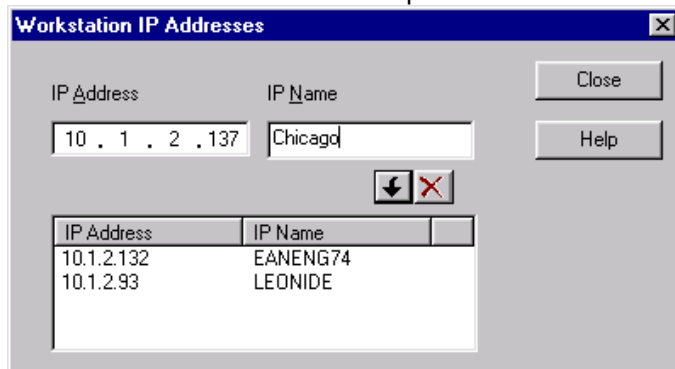 Workstation IP Addresses
IP Address IP Name Close
10 . 1 . 2 . 137 Chicago Help
IP Address IP Name
10.1.2.132 EANENG74
10.1.2.93 LEONIDE